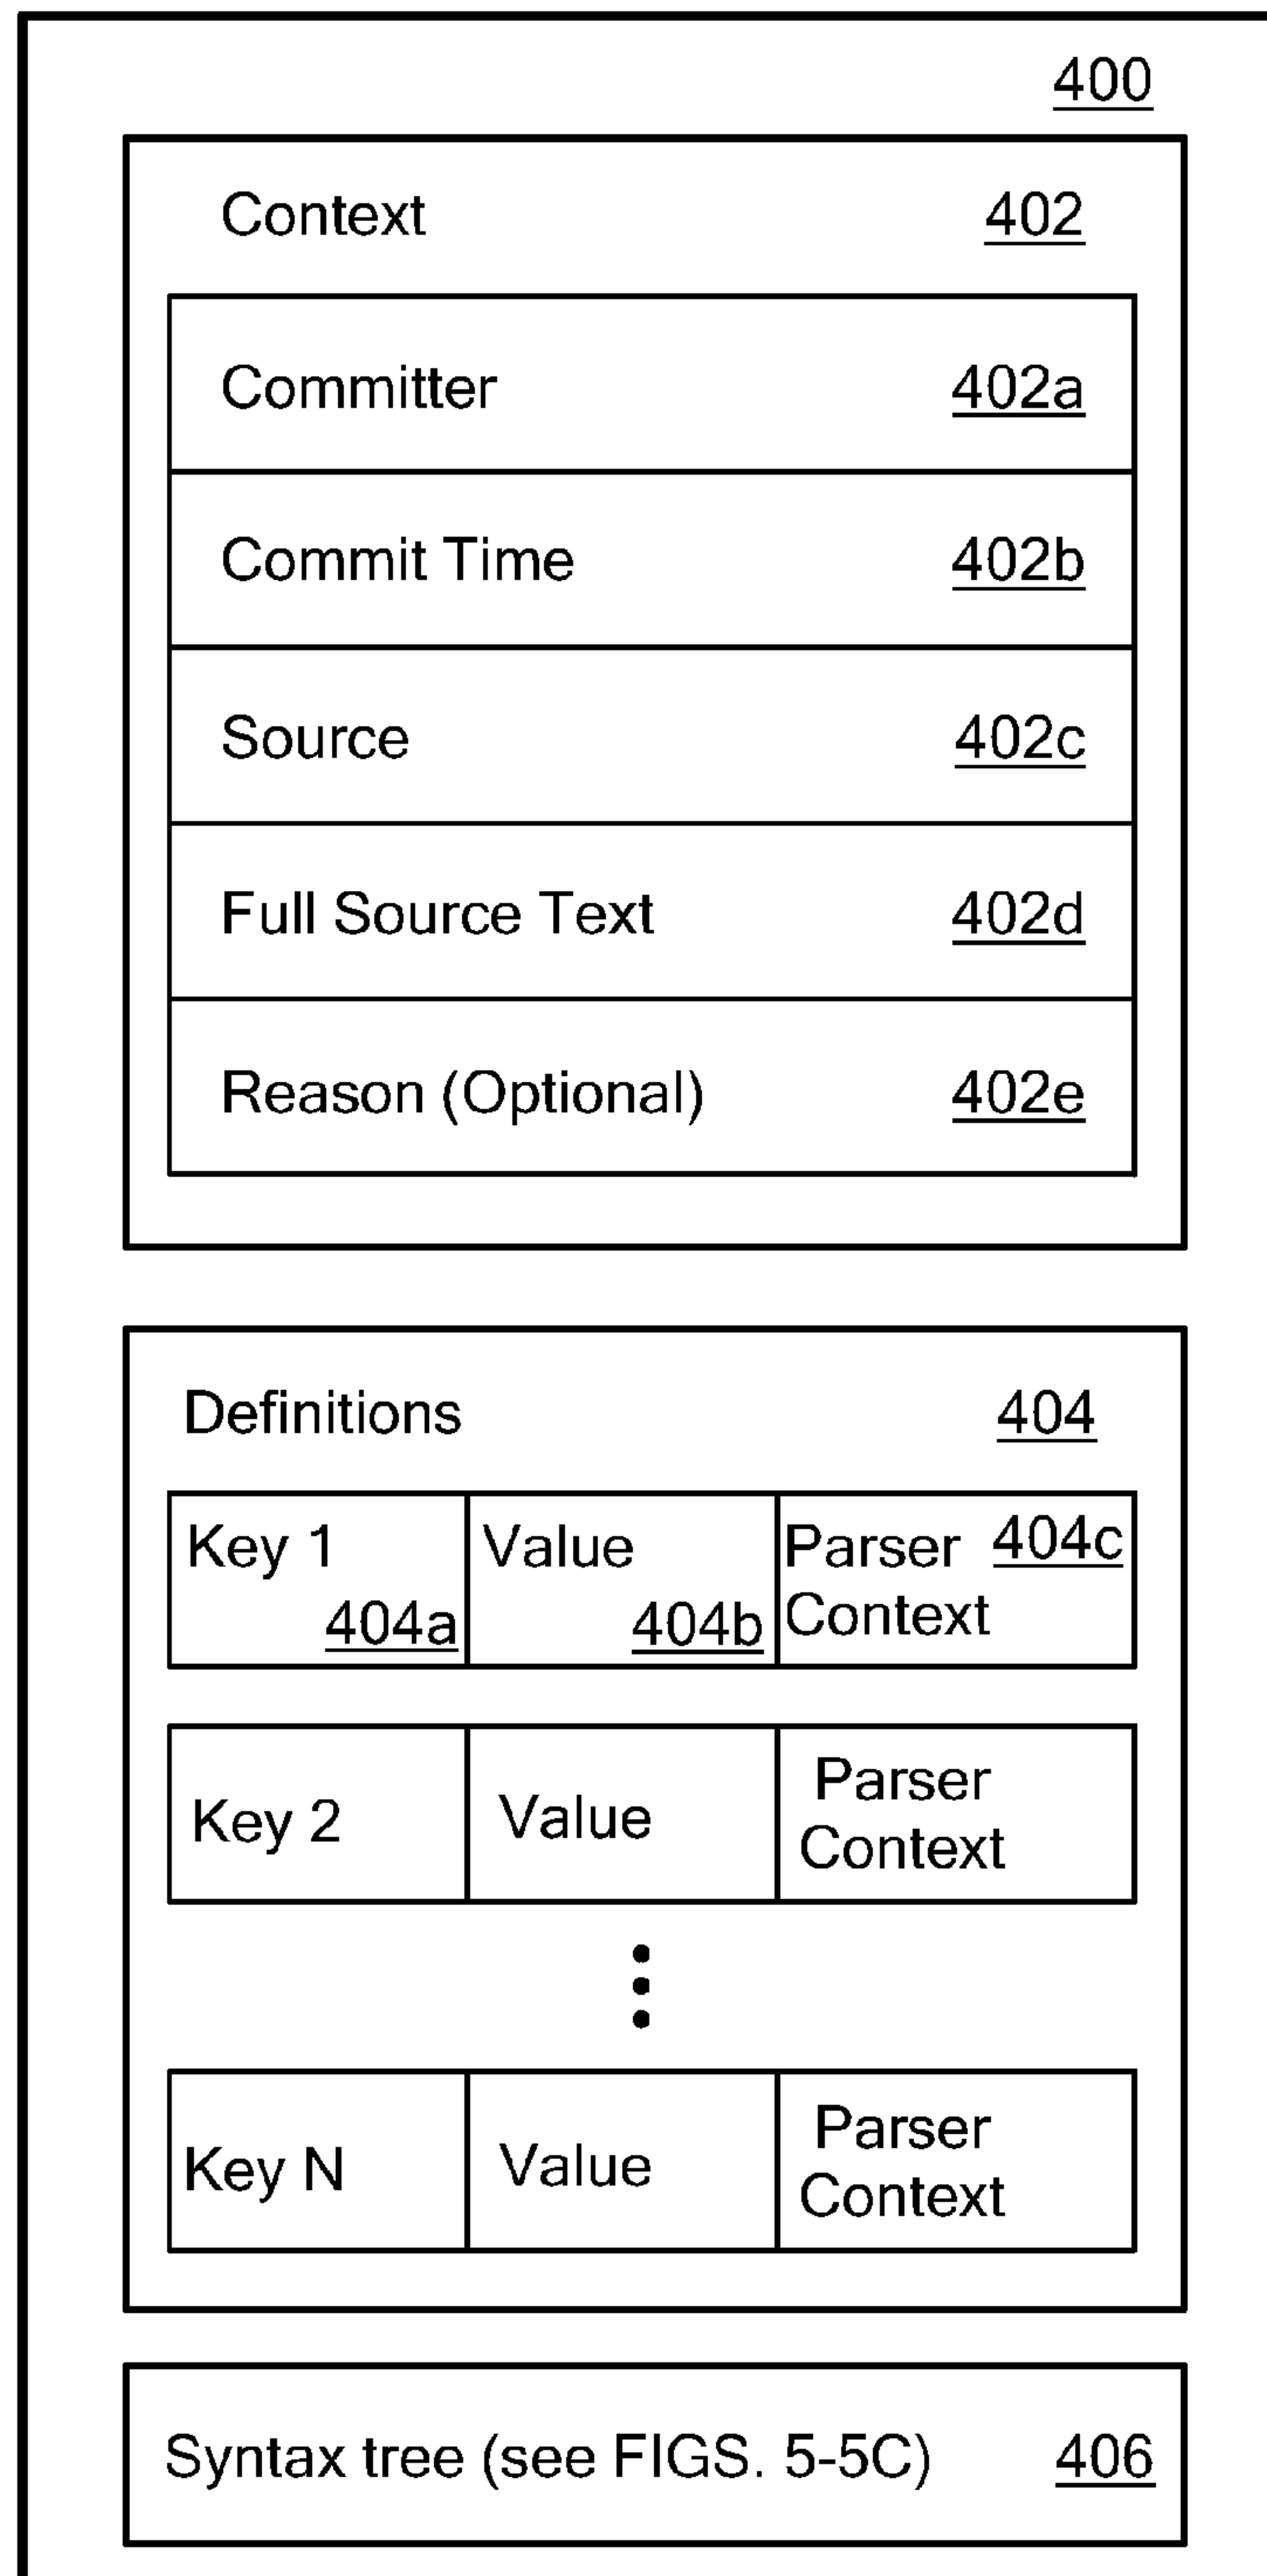 400
Context 402
Committer 402a
Commit Time 402b
Source 402c
Full Source Text 402d
Reason (Optional) 402e
Definitions 404
Key 1 Value Parser 404c
404a 404b Context
Parser
Key 2 Value
Context
Parser
Key N Value
Context
Syntax tree (see FIGS. 5-5C) 406